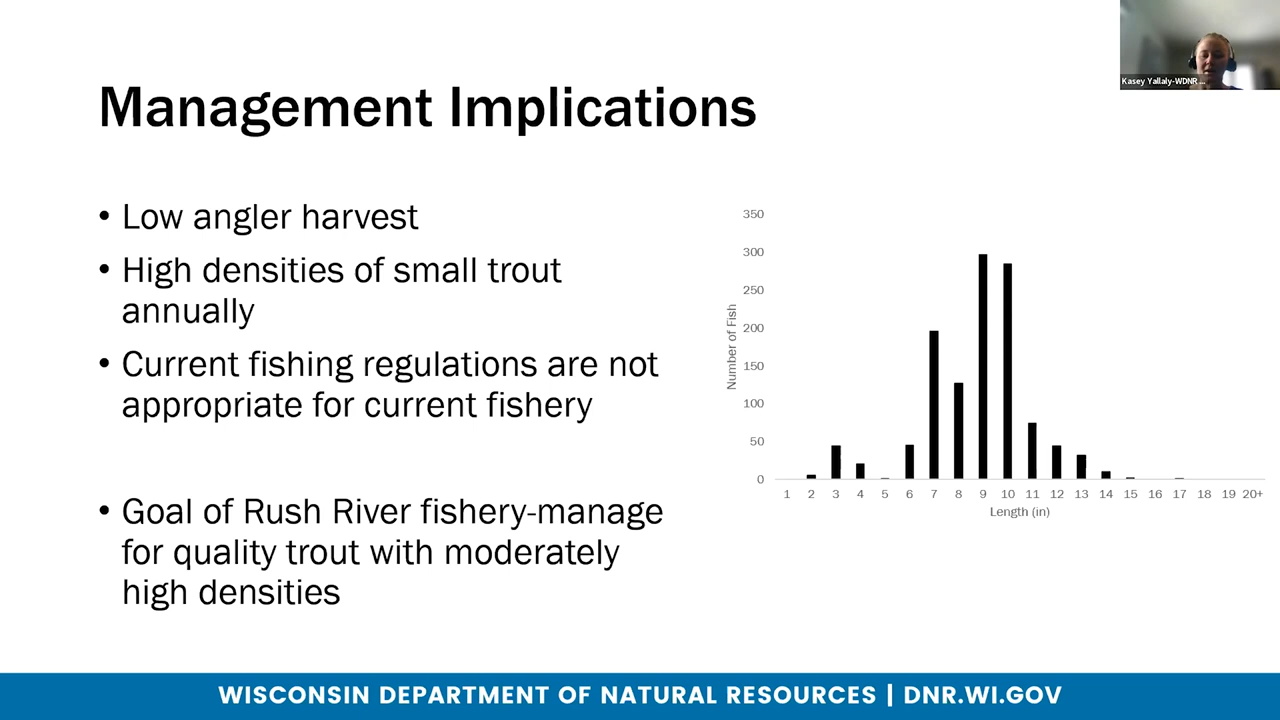 Kasey Yallaly-WDNR ...
Management Implications
• Low angler harvest
• High densities of small trout
annually
• Current fishing regulations are not
appropriate for current fishery
• Goal of Rush River fishery-manage
for quality trout with moderately
high densities
350
300
250
200
150
100
50
0
Number of Fish
1 2 3 4 5 6 7 8 9 10 11 12 13 14 15 16 17 18 19 20+
Length (in)
WISCONSIN DEPARTMENT OF NATURAL RESOURCES | DNR.WI.GOV